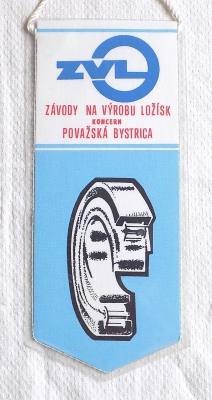 ZVL
ZÁVODY NA VÝROBU LOŽÍSK
KONCERN
POVAŽSKÁ BYSTRICA